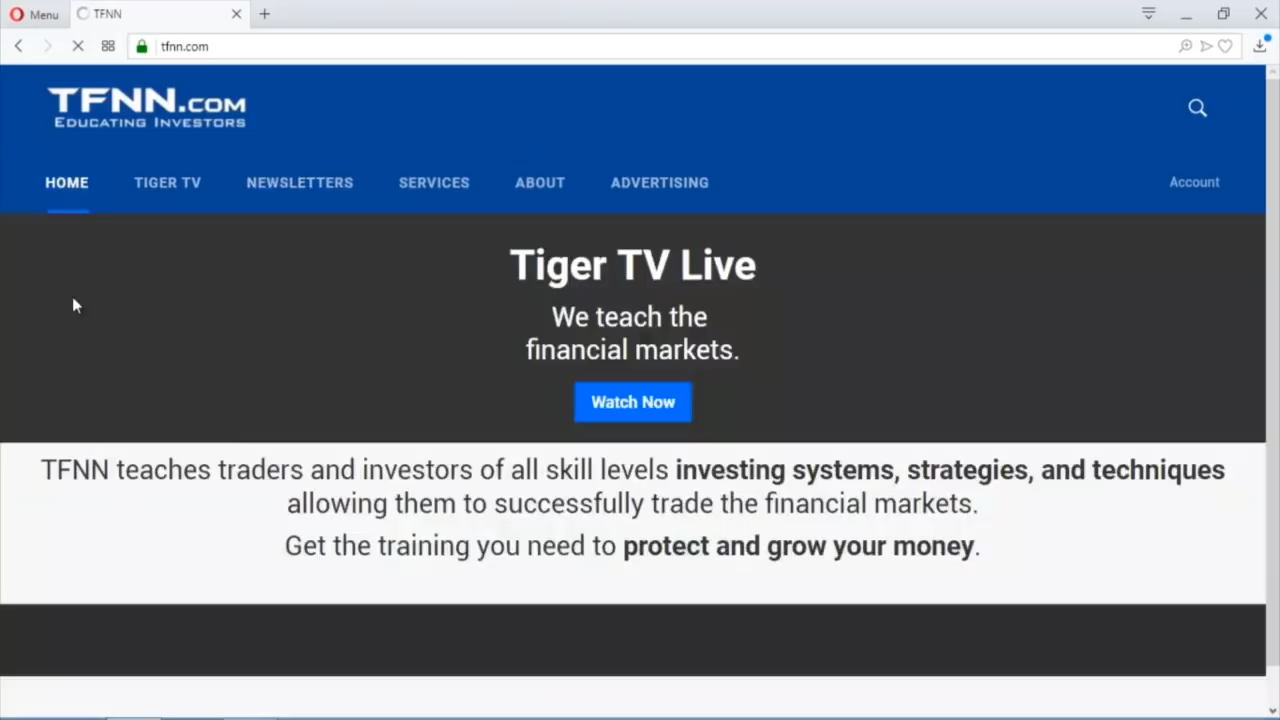 Menu
TFNN
tfnn.com
TFNN.COM
EDUCATING INVESTORS
HOME
TIGER TV
NEWSLETTERS
SERVICES
ABOUT
ADVERTISING
Account
Tiger TV Live
We teach the
financial markets.
Watch Now
TFNN teaches traders and investors of all skill levels investing systems, strategies, and techniques
allowing them to successfully trade the financial markets.
Get the training you need to protect and grow your money.